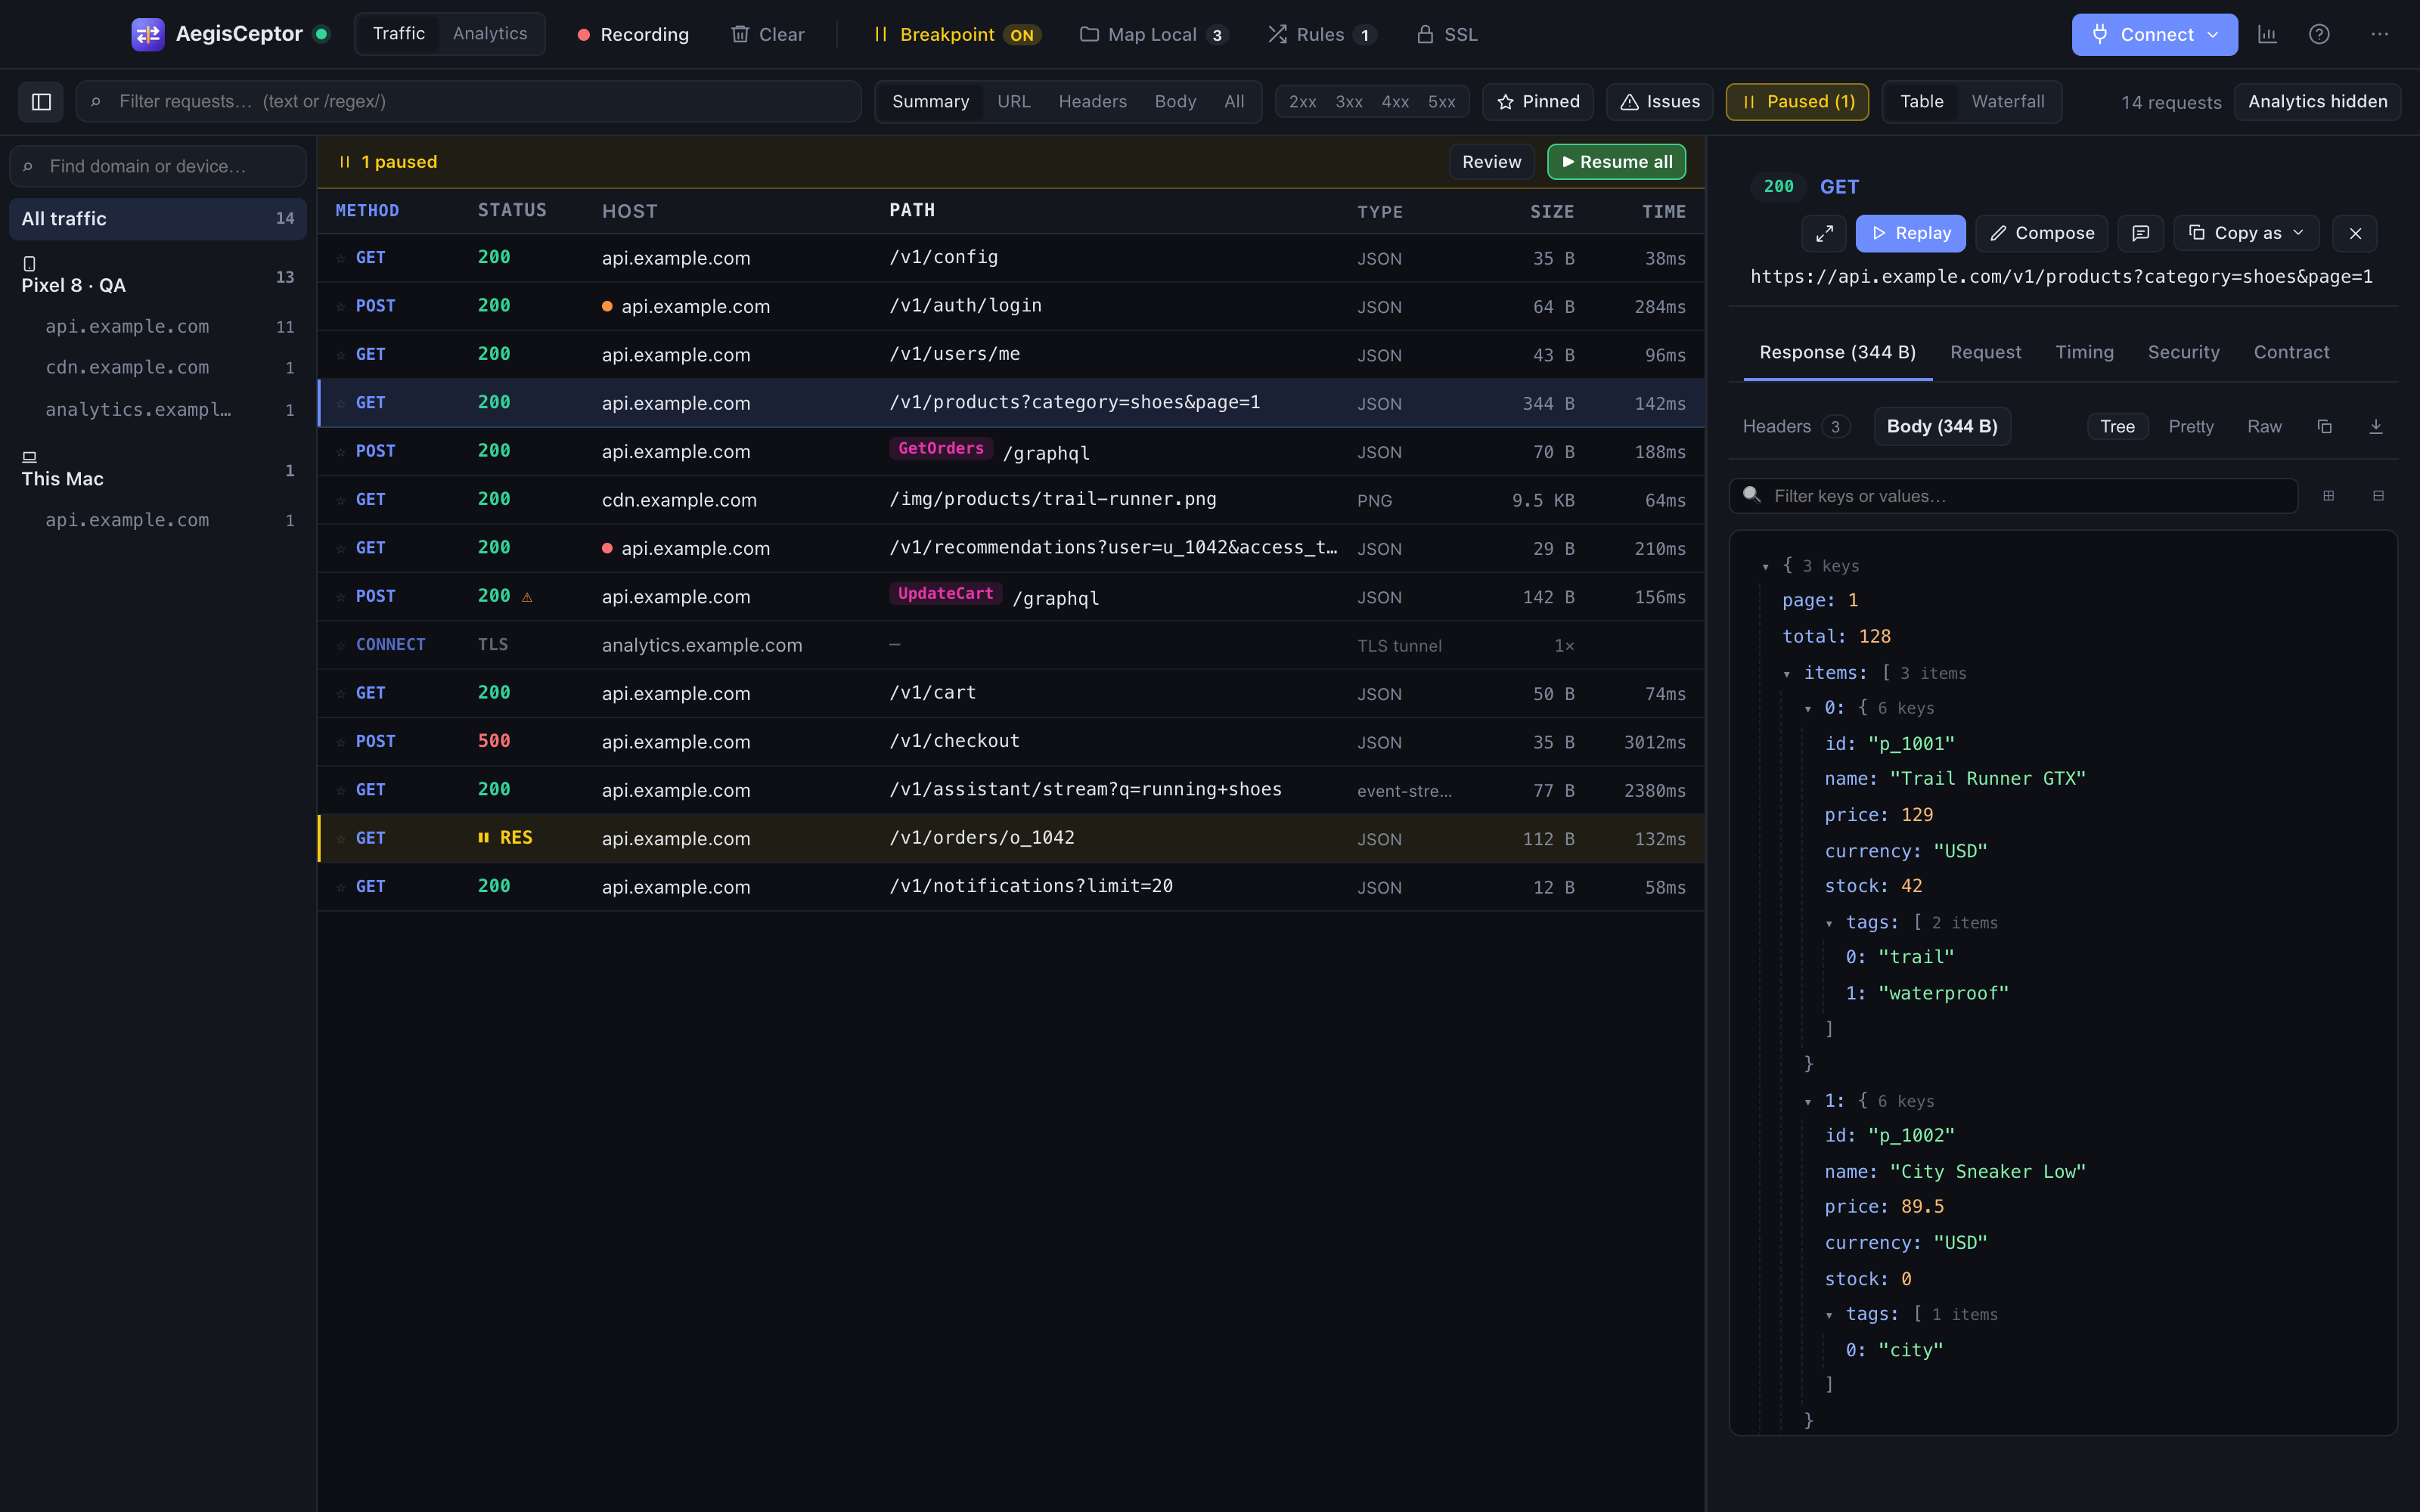 AegisCeptor Traffic Analytics Recording Clear Breakpoint ON Map Local 3 Rules 1 SSL Connect
Filter requests… (text or /regex/) Summary URL Headers Body All 2xx 3xx 4xx 5xx Pinned Issues Paused (1) Table Waterfall 14 requests Analytics hidden
Find domain or device…
All traffic 14
Pixel 8 · QA 13
api.example.com 11
cdn.example.com 1
analytics.exampl… 1
This Mac 1
api.example.com 1
1 paused Review Resume all
METHOD STATUS HOST PATH TYPE SIZE TIME
GET 200 api.example.com /v1/config JSON 35 B 38ms
POST 200 api.example.com /v1/auth/login JSON 64 B 284ms
GET 200 api.example.com /v1/users/me JSON 43 B 96ms
GET 200 api.example.com /v1/products?category=shoes&page=1 JSON 344 B 142ms
POST 200 api.example.com GetOrders /graphql JSON 70 B 188ms
GET 200 cdn.example.com /img/products/trail-runner.png PNG 9.5 KB 64ms
GET 200 api.example.com /v1/recommendations?user=u_1042&access_t… JSON 29 B 210ms
POST 200 ⚠ api.example.com UpdateCart /graphql JSON 142 B 156ms
CONNECT TLS analytics.example.com — TLS tunnel 1×
GET 200 api.example.com /v1/cart JSON 50 B 74ms
POST 500 api.example.com /v1/checkout JSON 35 B 3012ms
GET 200 api.example.com /v1/assistant/stream?q=running+shoes event-stre… 77 B 2380ms
GET RES api.example.com /v1/orders/o_1042 JSON 112 B 132ms
GET 200 api.example.com /v1/notifications?limit=20 JSON 12 B 58ms
200 GET
Replay Compose Copy as
https://api.example.com/v1/products?category=shoes&page=1
Response (344 B) Request Timing Security Contract
Headers 3 Body (344 B) Tree Pretty Raw
Filter keys or values…
{ 3 keys
page: 1
total: 128
items: [ 3 items
0: { 6 keys
id: "p_1001"
name: "Trail Runner GTX"
price: 129
currency: "USD"
stock: 42
tags: [ 2 items
0: "trail"
1: "waterproof"
]
}
1: { 6 keys
id: "p_1002"
name: "City Sneaker Low"
price: 89.5
currency: "USD"
stock: 0
tags: [ 1 items
0: "city"
]
}